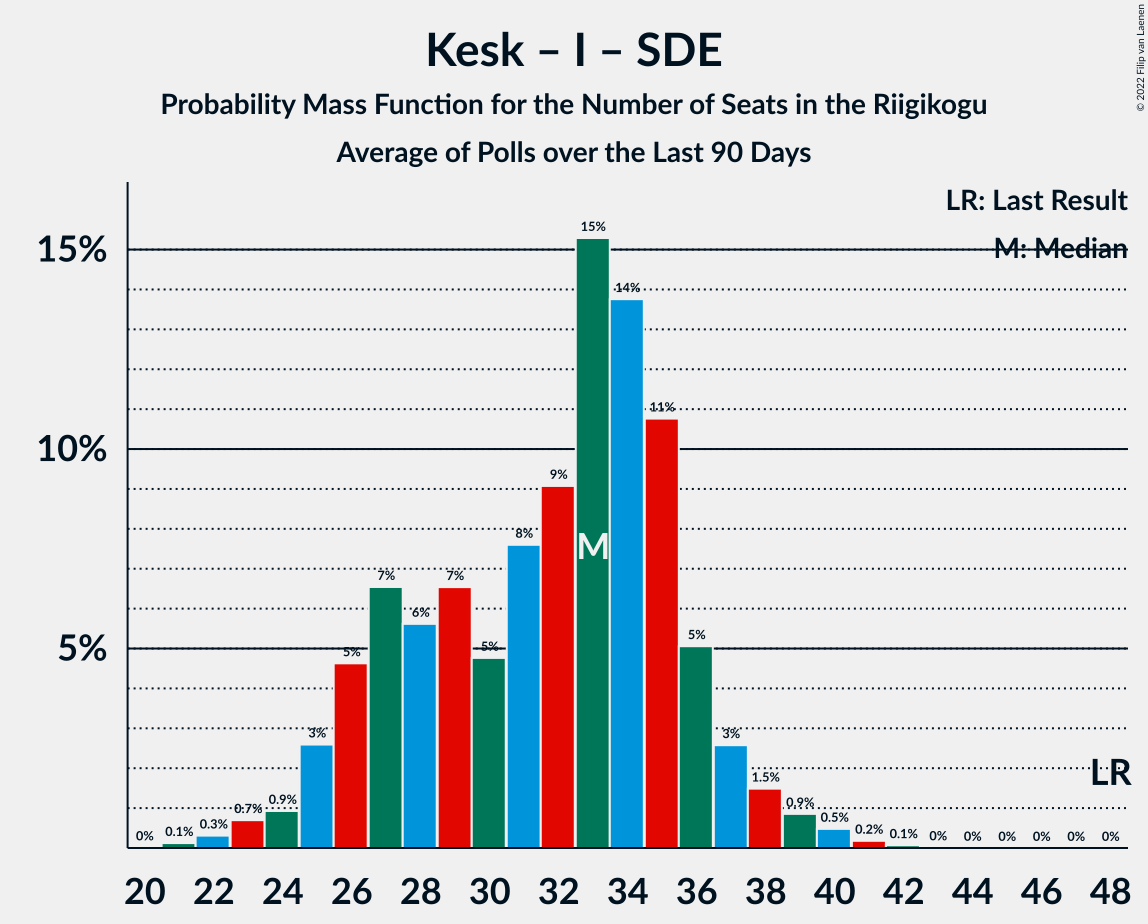 Kesk – I – SDE
Probability Mass Function for the Number of Seats in the Riigikogu
Average of Polls over the Last 90 Days
© 2022 Filip van Laenen
LR: Last Result
M: Median
15%
10%
5%
0% 0.1% 0.3% 0.7% 0.9% 3% 5% 7% 6% 7% 5% 8% 9% 15% 14% 11% 5% 3% 1.5% 0.9% 0.5% 0.2% 0.1% 0% 0% 0% 0% 0% 0%
M
LR
20 22 24 26 28 30 32 34 36 38 40 42 44 46 48